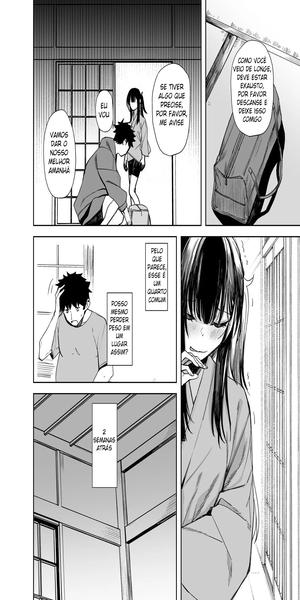 COMO VOCÊ
VEIO DE LONGE,
DEVE ESTAR
EXAUSTO,
POR FAVOR
DESCANSE E
DEIXE ISSO
COMIGO
SE TIVER
ALGO QUE
PRECISE,
POR FAVOR,
ME AVISE
EU
VOU
VAMOS
DAR O
NOSSO
MELHOR
AMANHÃ
PELO
QUE
PARECE,
ESSE É
UM
QUARTO
COMUM
POSSO
MESMO
PERDER
PESO EM
UM
LUGAR
ASSIM?
2
SEMANAS
ATRÁS